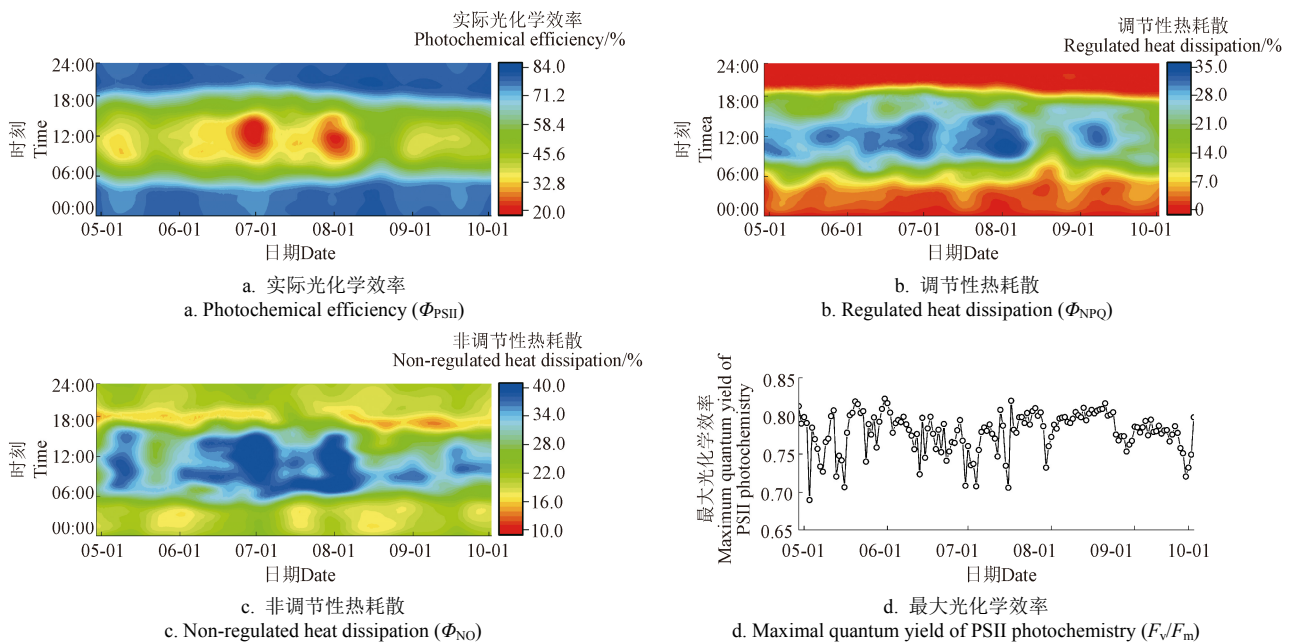 实际光化学效率
Photochemical efficiency/%
24:00
18:00
12:00
06:00
00:00
时刻
Time
84.0
71.2
58.4
45.6
32.8
20.0
05-01 06-01 07-01 08-01 09-01 10-01
日期Date
a. 实际光化学效率
a. Photochemical efficiency (ΦPSII)
调节性热耗散
Regulated heat dissipation/%
24:00
18:00
12:00
06:00
00:00
时刻
Timea
35.0
28.0
21.0
14.0
7.0
0
05-01 06-01 07-01 08-01 09-01 10-01
日期Date
b. 调节性热耗散
b. Regulated heat dissipation (ΦNPQ)
非调节性热耗散
Non-regulated heat dissipation/%
24:00
18:00
12:00
06:00
00:00
时刻
Time
40.0
34.0
28.0
22.0
16.0
10.0
05-01 06-01 07-01 08-01 09-01 10-01
日期Date
c. 非调节性热耗散
c. Non-regulated heat dissipation (ΦNO)
最大光化学效率
Maximum quantum yield of
PSII photochemistry
0.85
0.80
0.75
0.70
0.65
05-01 06-01 07-01 08-01 09-01 10-01
日期Date
d. 最大光化学效率
d. Maximal quantum yield of PSII photochemistry (Fv/Fm)